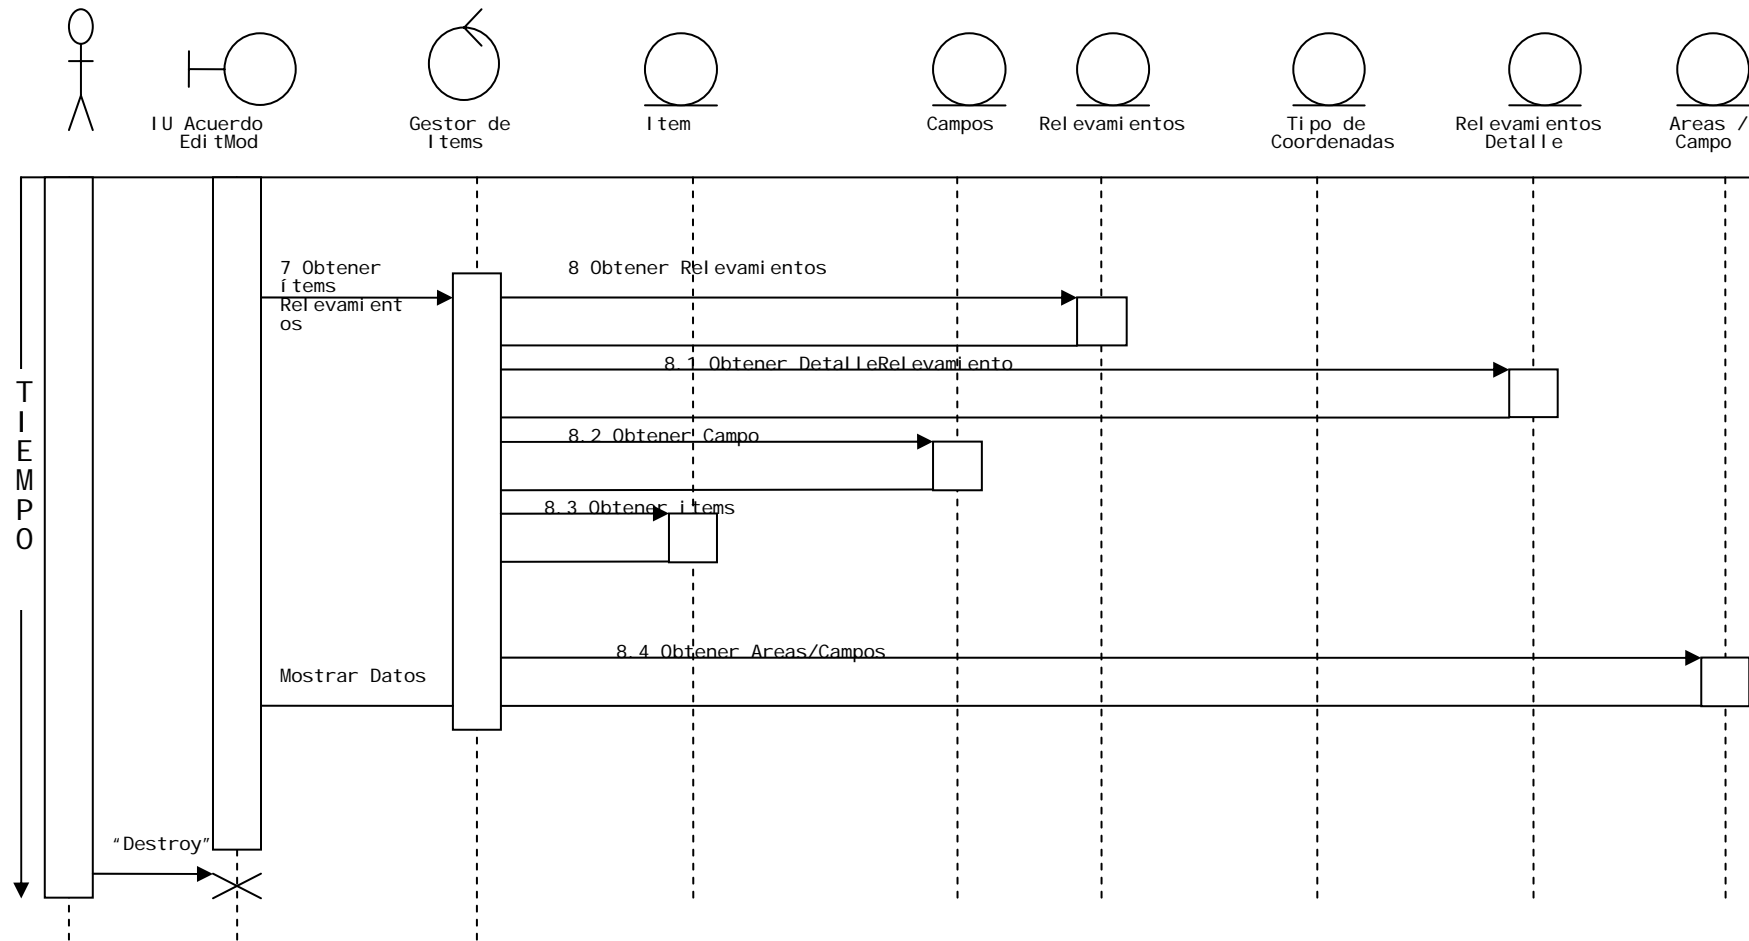 IU Acuerdo
EditMod
Gestor de
Items
Item
Campos
Relevamientos
Tipo de
Coordenadas
Relevamientos
Detalle
Areas /
Campo
7 Obtener
ítems
Relevamient
os
8 Obtener Relevamientos
8.1 Obtener DetalleRelevamiento
8.2 Obtener Campo
8.3 Obtener items
8.4 Obtener Areas/Campos
Mostrar Datos
“Destroy”
TIEMPO